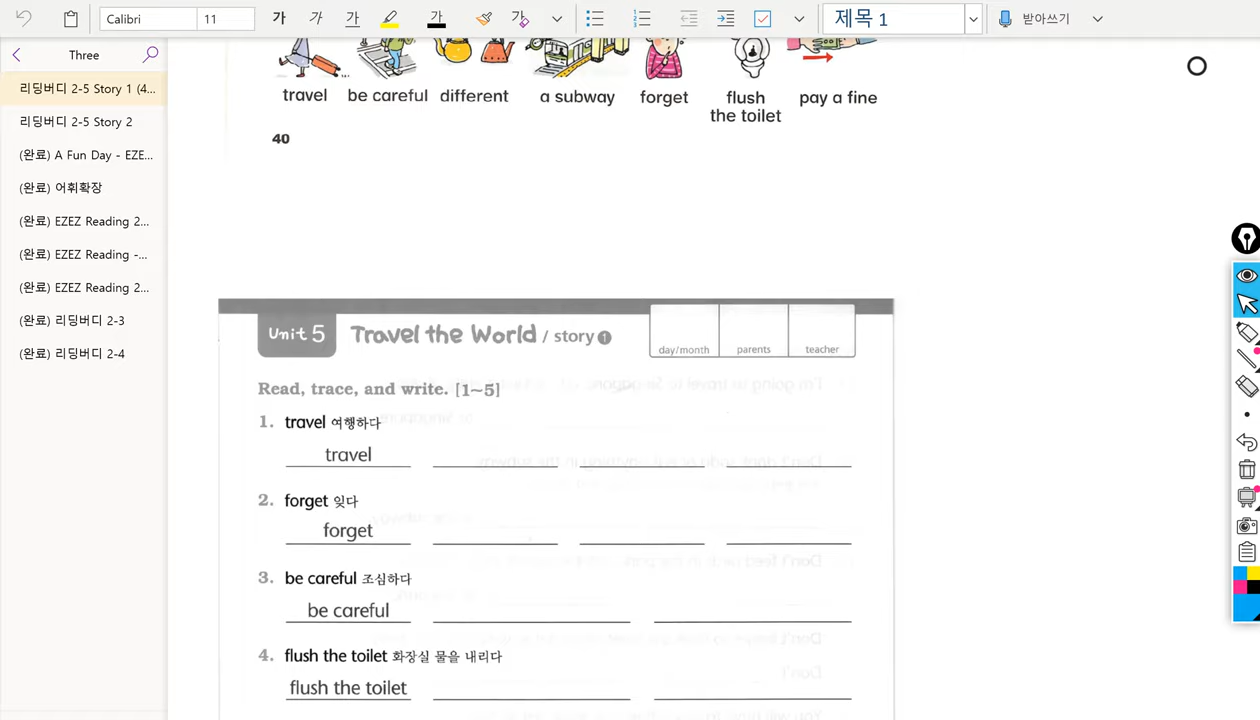 Calibri 11 가 가 가 가 가 제목 1 받아쓰기
Three
리딩버디 2-5 Story 1 (4...
리딩버디 2-5 Story 2
(완료) A Fun Day - EZE...
(완료) 어휘확장
(완료) EZEZ Reading 2...
(완료) EZEZ Reading -...
(완료) EZEZ Reading 2...
(완료) 리딩버디 2-3
(완료) 리딩버디 2-4
travel be careful different a subway forget flush the toilet pay a fine
40
Unit 5 Travel the World / story 1
day/month parents teacher
Read, trace, and write. [1~5]
1. travel 여행하다
travel
2. forget 잊다
forget
3. be careful 조심하다
be careful
4. flush the toilet 화장실 물을 내리다
flush the toilet